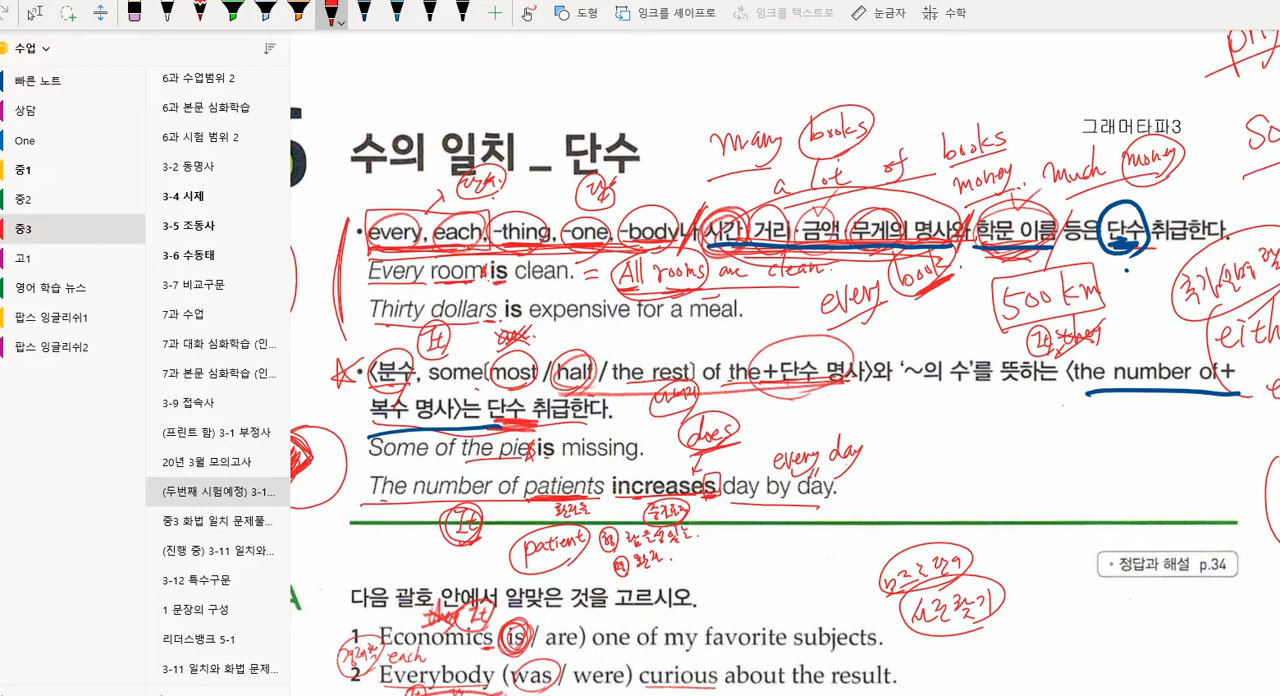 도형 잉크를 셰이프로 잉크를 텍스트로 눈금자 수학
수업
빠른 노트
상담
One
중1
중2
중3
고1
영어 학습 뉴스
팝스 잉글리쉬1
팝스 잉글리쉬2
6과 수업범위 2
6과 본문 심화학습
6과 시험 범위 2
3-2 동명사
3-4 시제
3-5 조동사
3-6 수동태
3-7 비교구문
7과 수업
7과 대화 심화학습 (인...
7과 본문 심화학습 (인...
3-9 접속사
(프린트 함) 3-1 부정사
20년 3월 모의고사
(두번째 시험예정) 3-1...
중3 화법 일치 문제풀...
(진행 중) 3-11 일치와...
3-12 특수구문
1 문장의 구성
리더스뱅크 5-1
3-11 일치와 화법 문제...
그래머타파3
수의 일치 _ 단수
many books
a lot of books
money..
much money
• every, each, -thing, -one, -body나 시간·거리·금액·무게의 명사와 학문 이름 등은 단수 취급한다.
Every room is clean. = All rooms are clean.
every book
500 km
Thirty dollars is expensive for a meal.
It
It
• 〈분수, some[most / half / the rest] of the+단수 명사〉와 '~의 수'를 뜻하는 〈the number of+
복수 명사〉는 단수 취급한다.
나머지
does
Some of the pie is missing.
every day
The number of patients increases day by day.
It
환자들
patient
환자.
• 정답과 해설 p.34
A
다음 괄호 안에서 알맞은 것을 고르시오.
It
1 Economics (is / are) one of my favorite subjects.
경제학
each
2 Everybody (was / were) curious about the result.